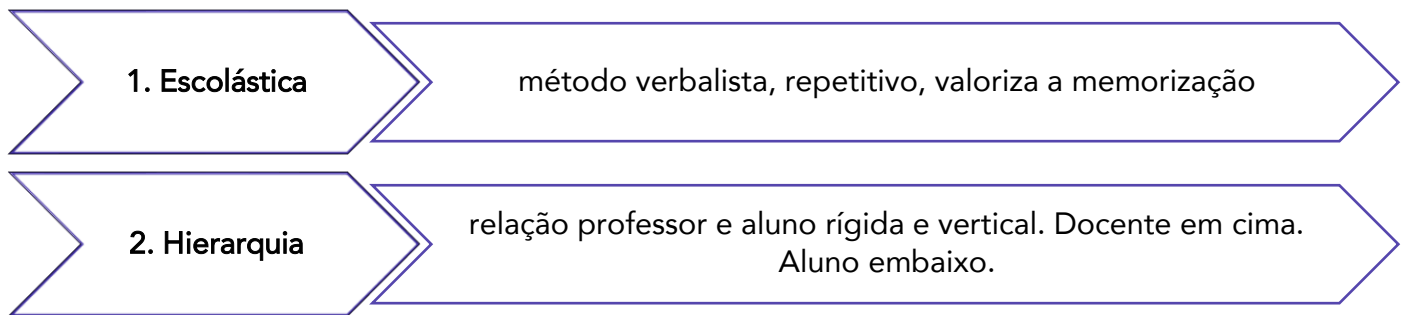 1. Escolástica
método verbalista, repetitivo, valoriza a memorização
2. Hierarquia
relação professor e aluno rígida e vertical. Docente em cima.
Aluno embaixo.